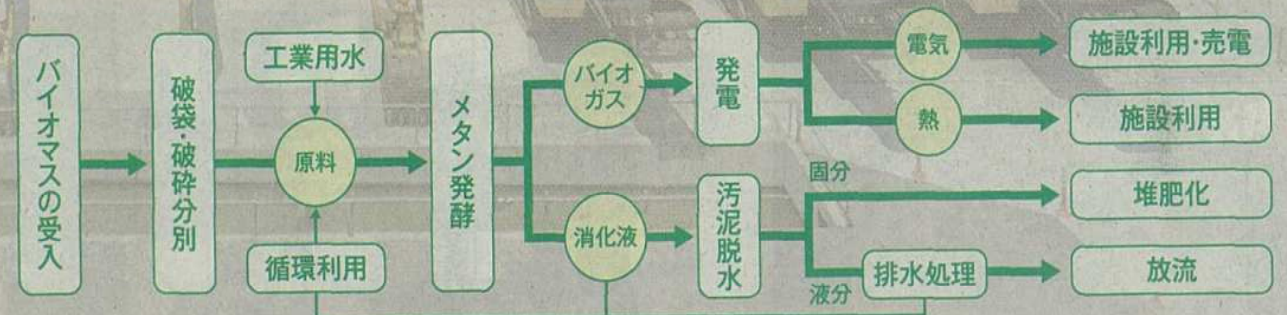 バイオマスの受入
破袋・破砕分別
工業用水
原料
循環利用
メタン発酵
バイオ
ガス
発電
電気
施設利用・売電
熱
施設利用
消化液
汚泥脱水
固分
堆肥化
液分
排水処理
放流